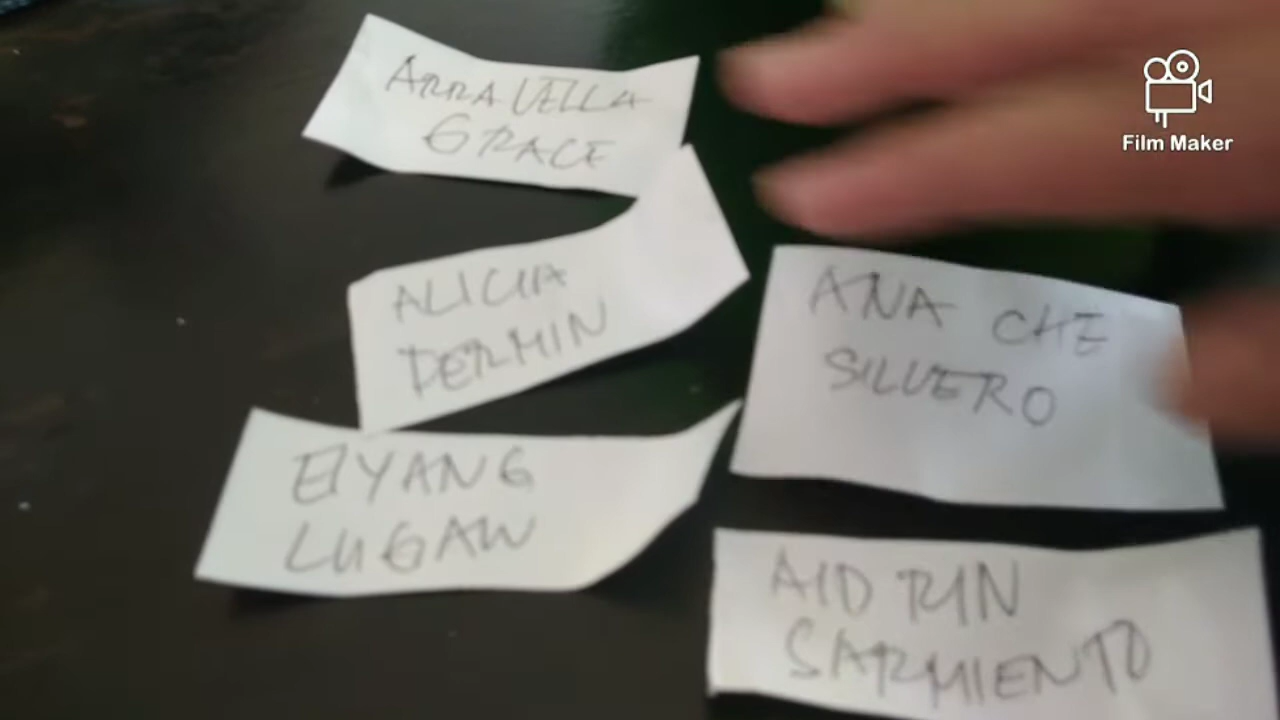 ARRA VELLA
GRACE
ALICIA
DERMIN
ANA CHE
SILVERO
EIYANG
LUGAW
AIDRIN
SARMIENTO
Film Maker